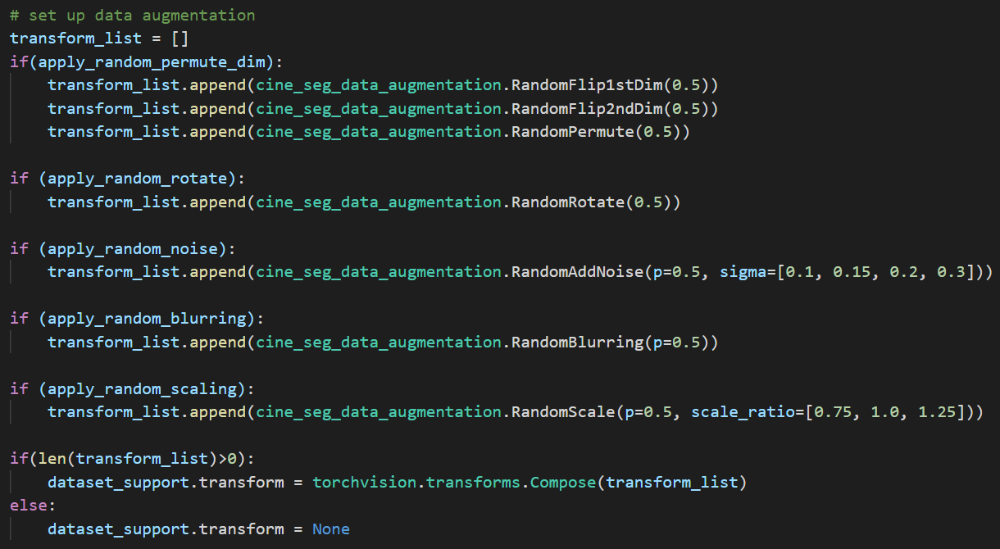 # set up data augmentation
transform_list = []
if(apply_random_permute_dim):
    transform_list.append(cine_seg_data_augmentation.RandomFlip1stDim(0.5))
    transform_list.append(cine_seg_data_augmentation.RandomFlip2ndDim(0.5))
    transform_list.append(cine_seg_data_augmentation.RandomPermute(0.5))

if (apply_random_rotate):
    transform_list.append(cine_seg_data_augmentation.RandomRotate(0.5))

if (apply_random_noise):
    transform_list.append(cine_seg_data_augmentation.RandomAddNoise(p=0.5, sigma=[0.1, 0.15, 0.2, 0.3]))

if (apply_random_blurring):
    transform_list.append(cine_seg_data_augmentation.RandomBlurring(p=0.5))

if (apply_random_scaling):
    transform_list.append(cine_seg_data_augmentation.RandomScale(p=0.5, scale_ratio=[0.75, 1.0, 1.25]))

if(len(transform_list)>0):
    dataset_support.transform = torchvision.transforms.Compose(transform_list)
else:
    dataset_support.transform = None